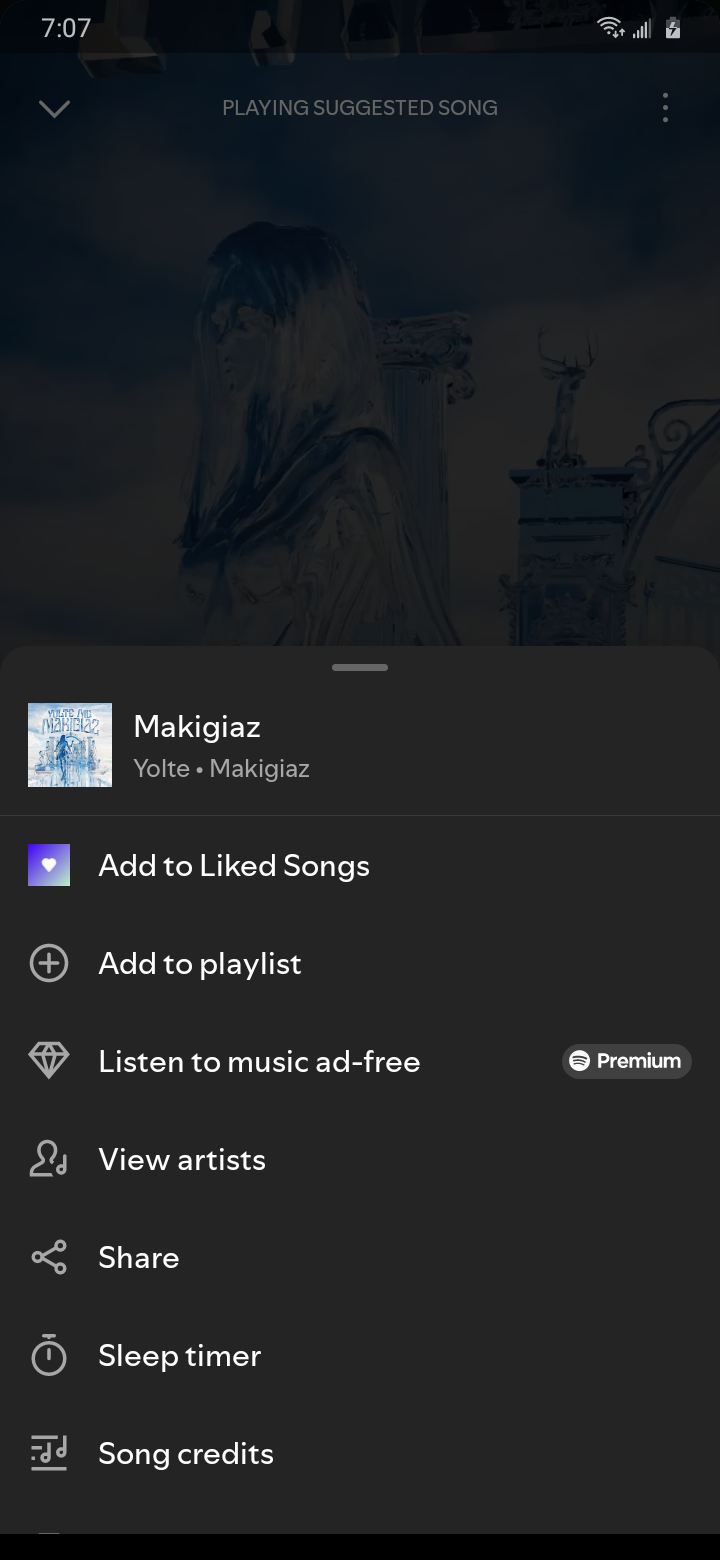 7:07
PLAYING SUGGESTED SONG
YOLTE /MG
MAKIGIAZ
Makigiaz
Yolte • Makigiaz
Add to Liked Songs
Add to playlist
Listen to music ad-free
Premium
View artists
Share
Sleep timer
Song credits